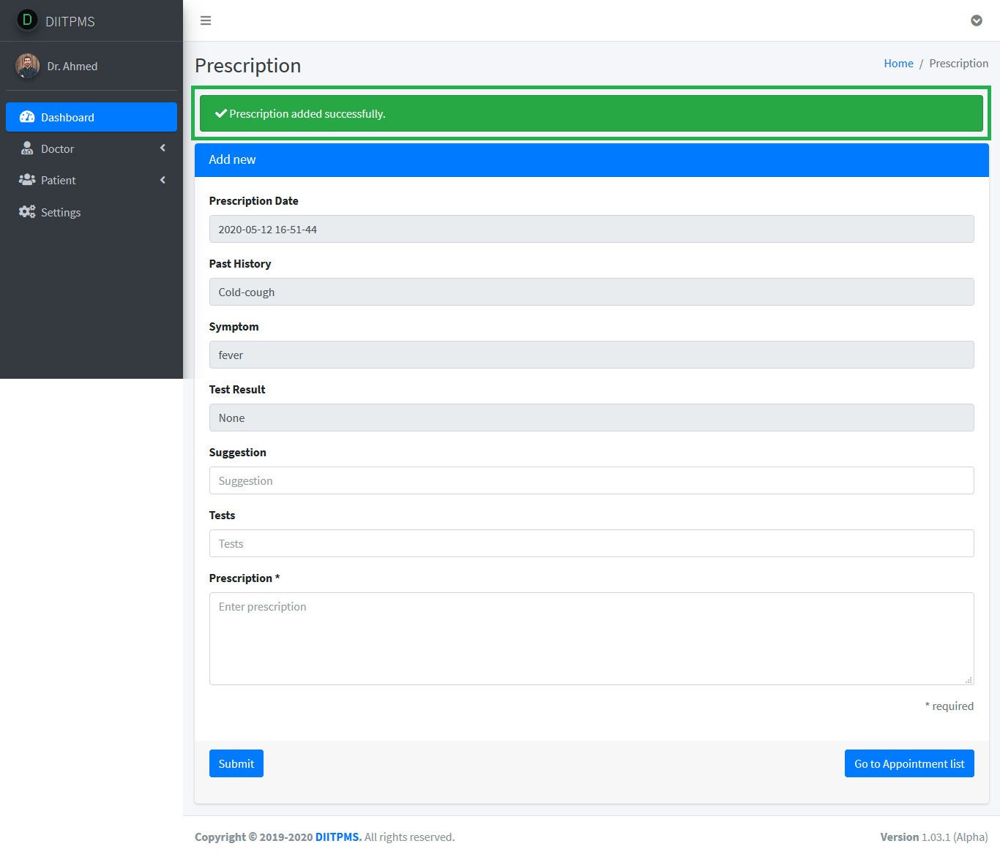 D DIITPMS
Dr. Ahmed
Dashboard
Doctor
Patient
Settings
Prescription
Home / Prescription
Prescription added successfully.
Add new
Prescription Date
2020-05-12 16-51-44
Past History
Cold-cough
Symptom
fever
Test Result
None
Suggestion
Suggestion
Tests
Tests
Prescription *
Enter prescription
* required
Submit
Go to Appointment list
Copyright © 2019-2020 DIITPMS. All rights reserved.
Version 1.03.1 (Alpha)